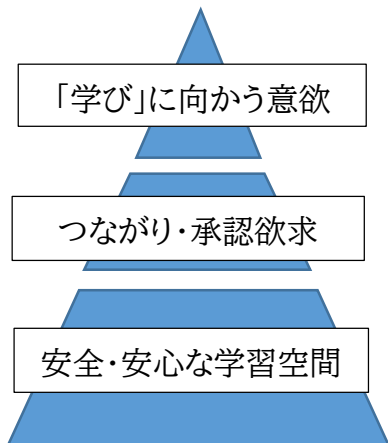 「学び」に向かう意欲
つながり・承認欲求
安全・安心な学習空間